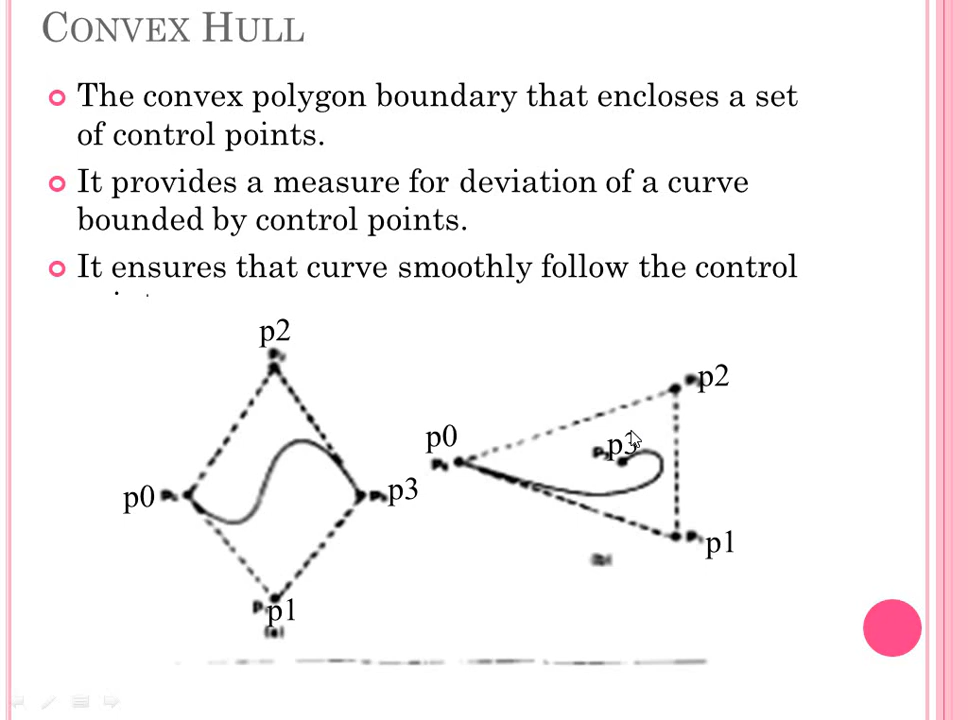 CONVEX HULL
The convex polygon boundary that encloses a set
of control points.
It provides a measure for deviation of a curve
bounded by control points.
It ensures that curve smoothly follow the control
p2
p2
p0
p3
p0
p3
p1
p1
(a)